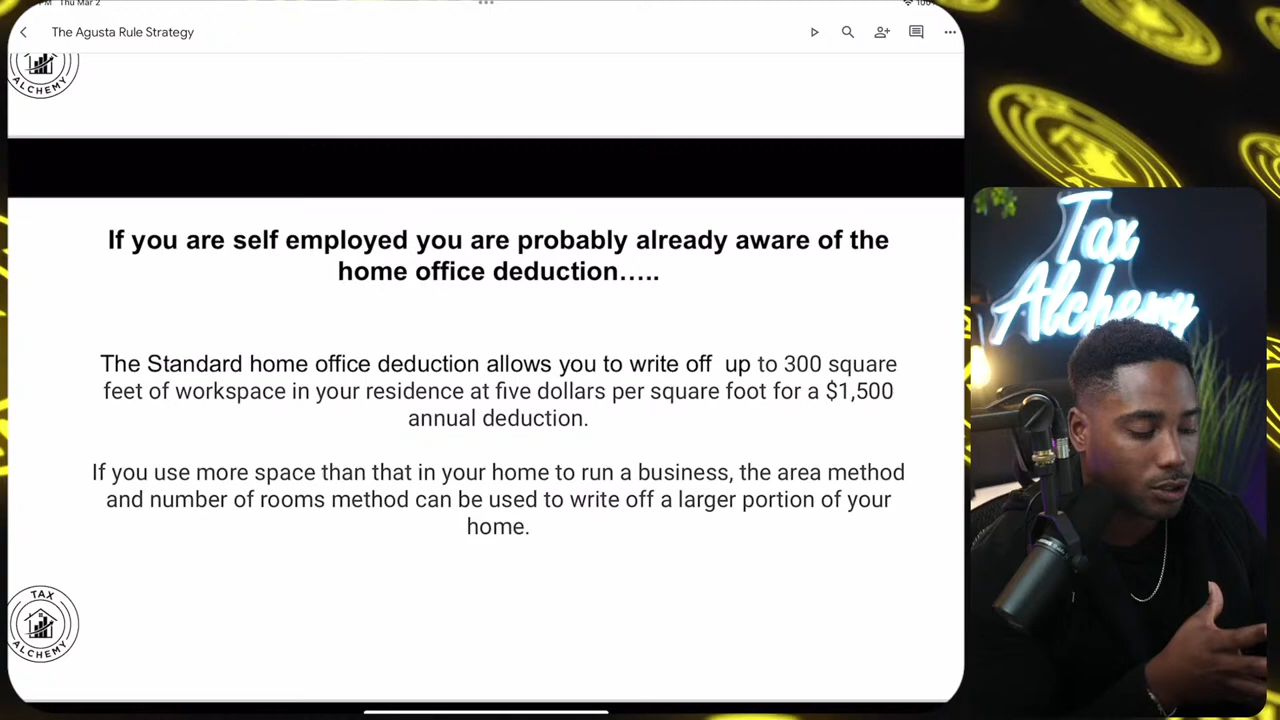 Thu Mar 2
The Agusta Rule Strategy
ALCHEMY
If you are self employed you are probably already aware of the
home office deduction…..
The Standard home office deduction allows you to write off up to 300 square
feet of workspace in your residence at five dollars per square foot for a $1,500
annual deduction.
If you use more space than that in your home to run a business, the area method
and number of rooms method can be used to write off a larger portion of your
home.
TAX
ALCHEMY
Tax
Alchemy